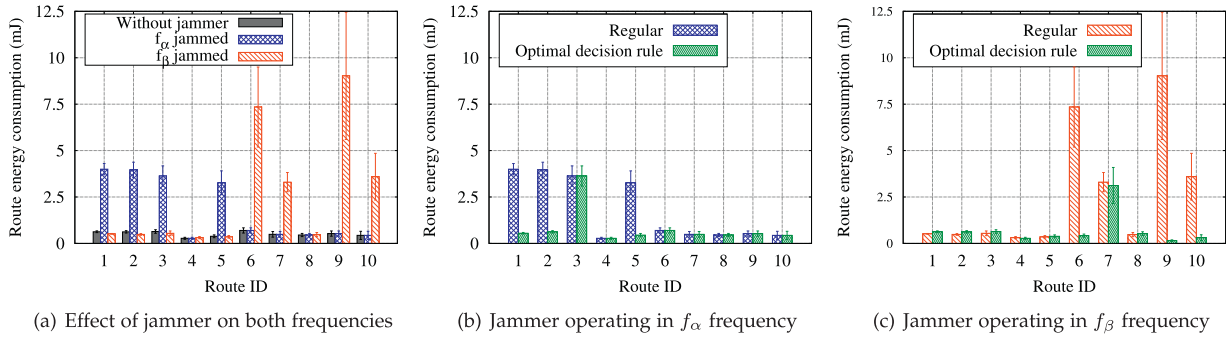 Route energy consumption (mJ)
12.5
10
7.5
5
2.5
0
Without jammer
fα jammed
fβ jammed
1 2 3 4 5 6 7 8 9 10
Route ID
(a) Effect of jammer on both frequencies
Route energy consumption (mJ)
12.5
10
7.5
5
2.5
0
Regular
Optimal decision rule
1 2 3 4 5 6 7 8 9 10
Route ID
(b) Jammer operating in fα frequency
Route energy consumption (mJ)
12.5
10
7.5
5
2.5
0
Regular
Optimal decision rule
1 2 3 4 5 6 7 8 9 10
Route ID
(c) Jammer operating in fβ frequency